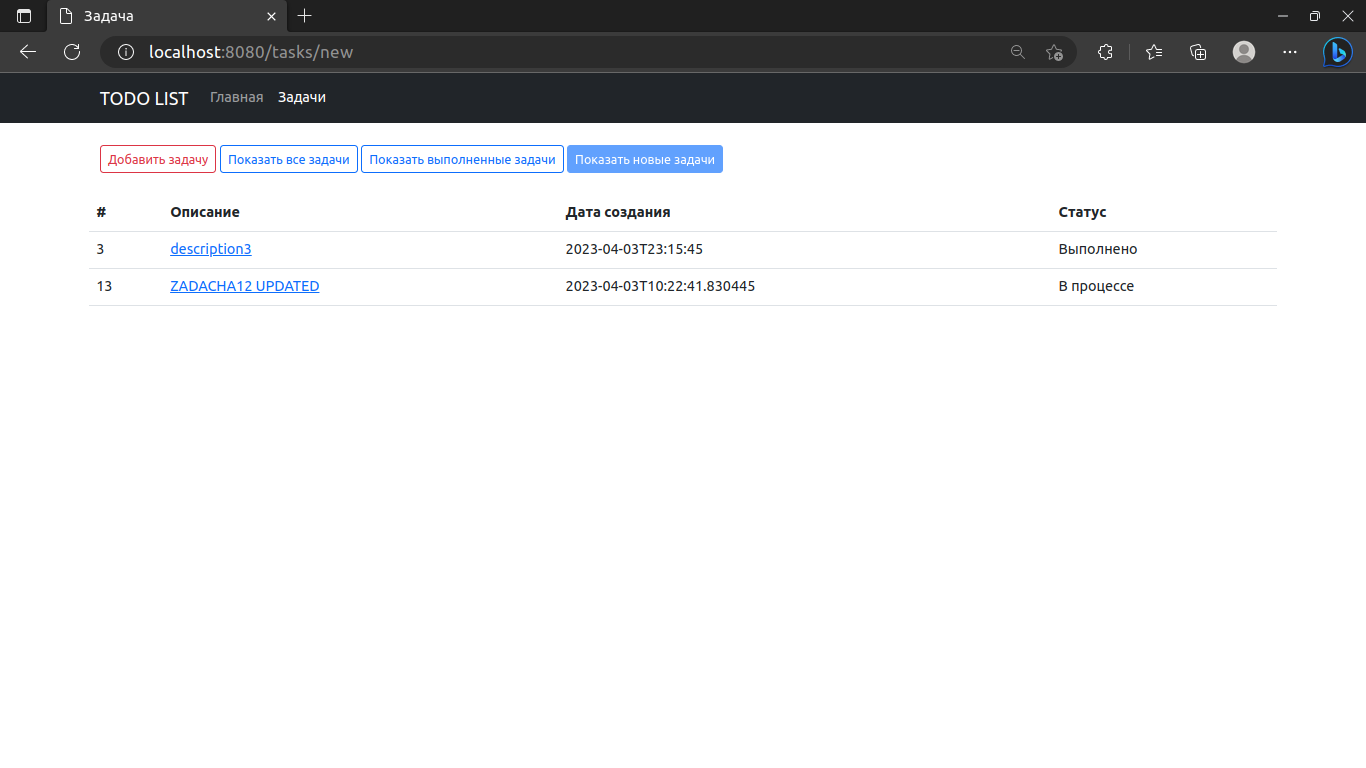 Задача
localhost:8080/tasks/new
TODO LIST Главная Задачи
Добавить задачу Показать все задачи Показать выполненные задачи Показать новые задачи
# Описание Дата создания Статус
3 description3 2023-04-03T23:15:45 Выполнено
13 ZADACHA12 UPDATED 2023-04-03T10:22:41.830445 В процессе